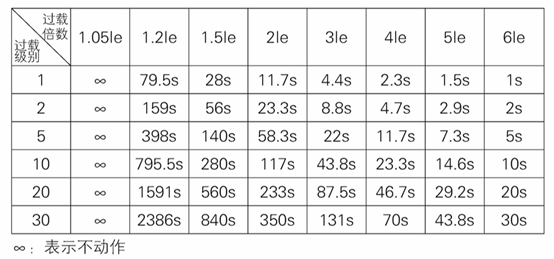 过载倍数 过载级别 1.05Ie 1.2Ie 1.5Ie 2Ie 3Ie 4Ie 5Ie 6Ie
1 ∞ 79.5s 28s 11.7s 4.4s 2.3s 1.5s 1s
2 ∞ 159s 56s 23.3s 8.8s 4.7s 2.9s 2s
5 ∞ 398s 140s 58.3s 22s 11.7s 7.3s 5s
10 ∞ 795.5s 280s 117s 43.8s 23.3s 14.6s 10s
20 ∞ 1591s 560s 233s 87.5s 46.7s 29.2s 20s
30 ∞ 2386s 840s 350s 131s 70s 43.8s 30s
∞：表示不动作